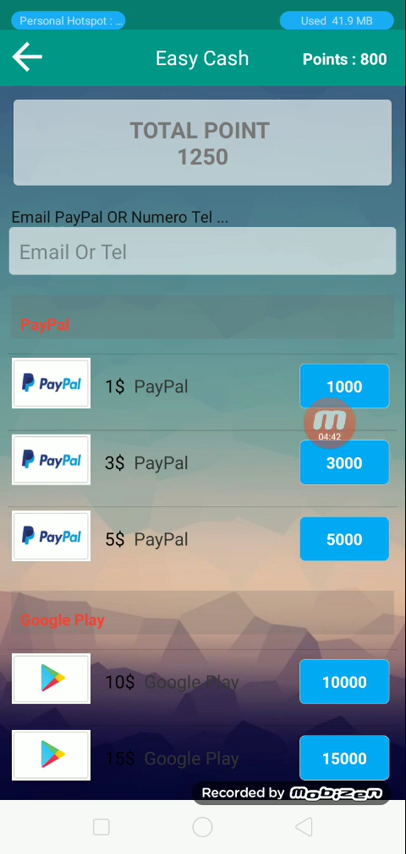 Personal Hotspot : ...
Used 41.9 MB
Easy Cash
Points : 800
TOTAL POINT
1250
Email PayPal OR Numero Tel ...
Email Or Tel
PayPal
PayPal 1$ PayPal 1000
04:42
PayPal 3$ PayPal 3000
PayPal 5$ PayPal 5000
Google Play
10$ Google Play 10000
15$ Google Play 15000
Recorded by Mobizen